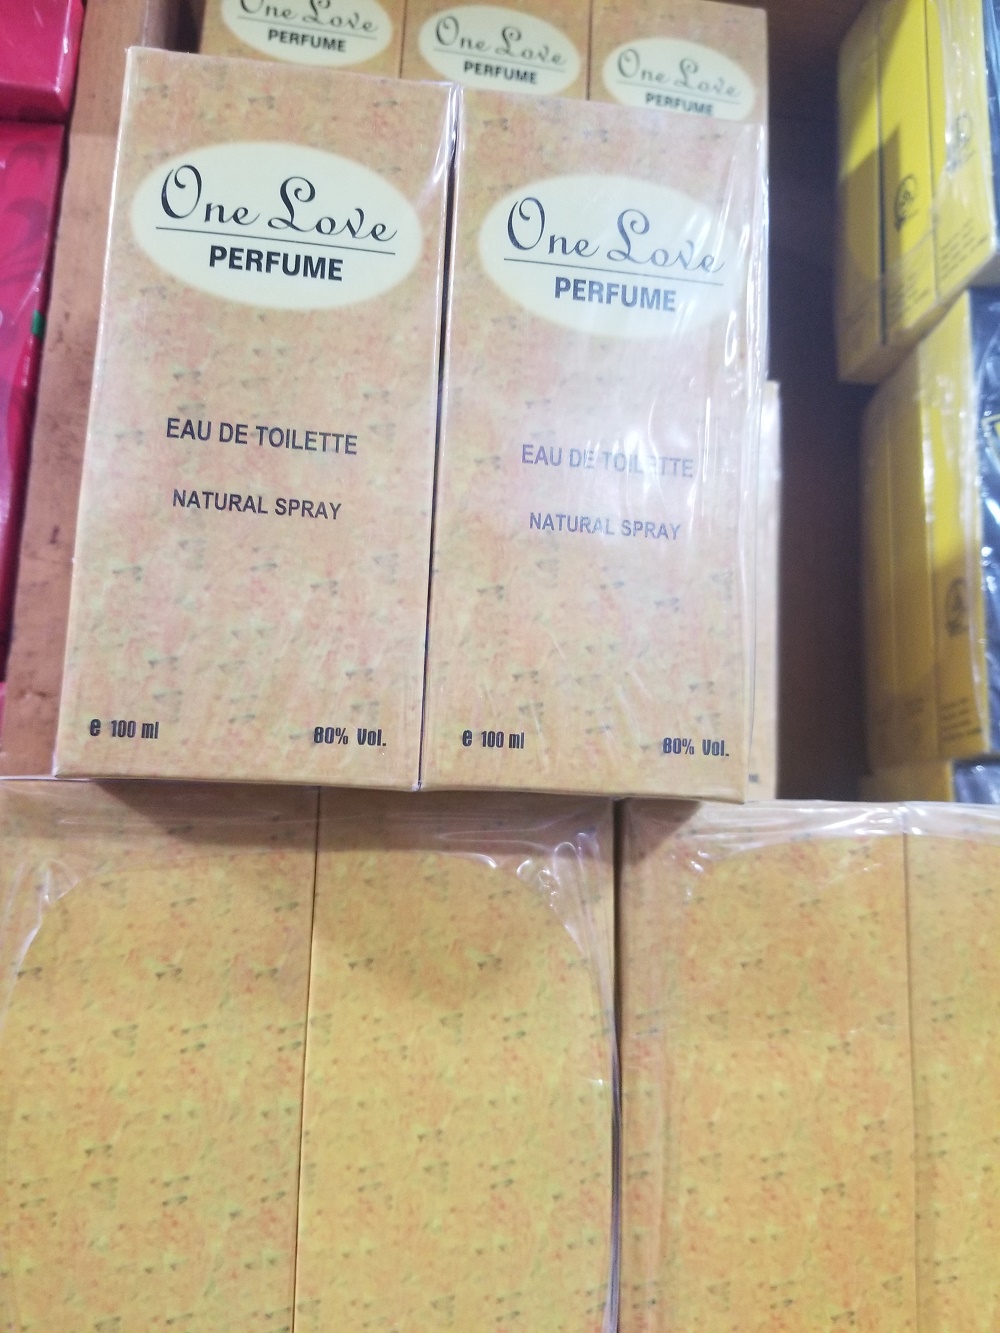 One Love
PERFUME
One Love
PERFUME
One Love
PERFUME
One Love
PERFUME
EAU DE TOILETTE
NATURAL SPRAY
e 100 ml
80% Vol.
One Love
PERFUME
EAU DE TOILETTE
NATURAL SPRAY
e 100 ml
80% Vol.